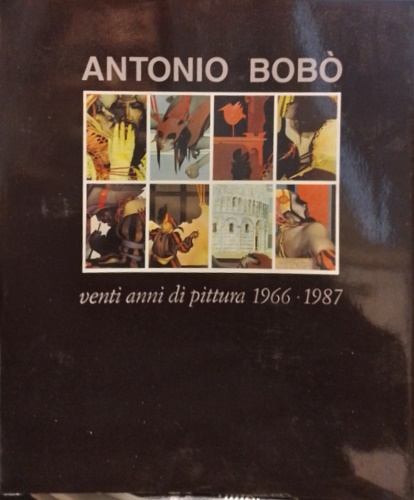 ANTONIO BOBÒ
venti anni di pittura 1966 · 1987